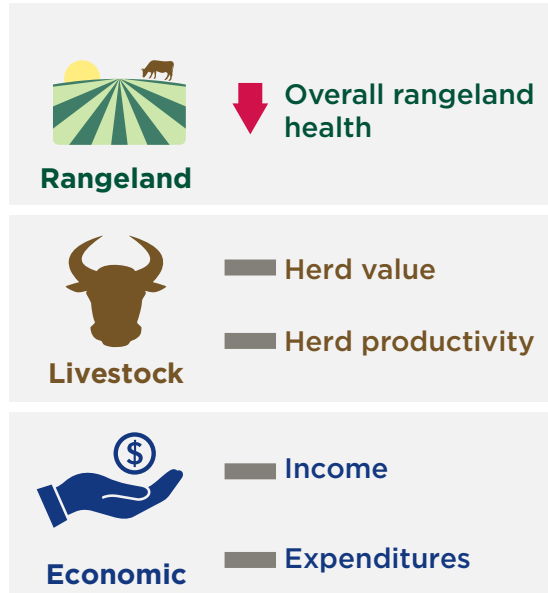 Overall rangeland
health
Rangeland
Herd value
Herd productivity
Livestock
$
Income
Expenditures
Economic